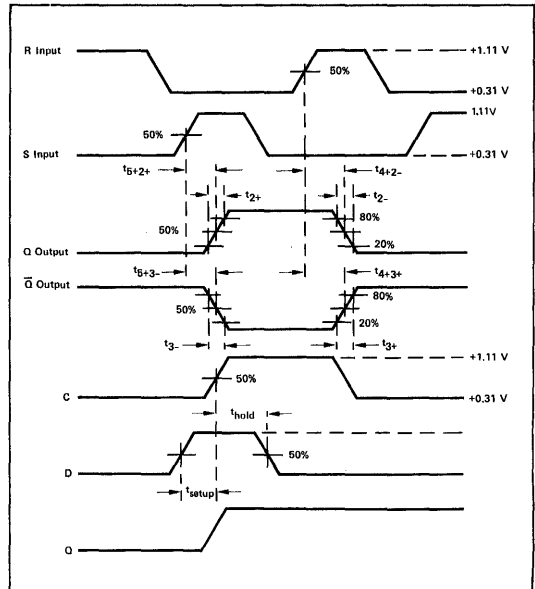 R Input
+1.11 V
50%
+0.31 V
1.11V
50%
S Input
+0.31 V
t5+2+
t4+2-
t2+
t2-
80%
50%
20%
Q Output
t5+3-
t4+3+
Q Output
80%
50%
20%
t3-
t3+
+1.11 V
50%
C
+0.31 V
thold
50%
D
tsetup
Q